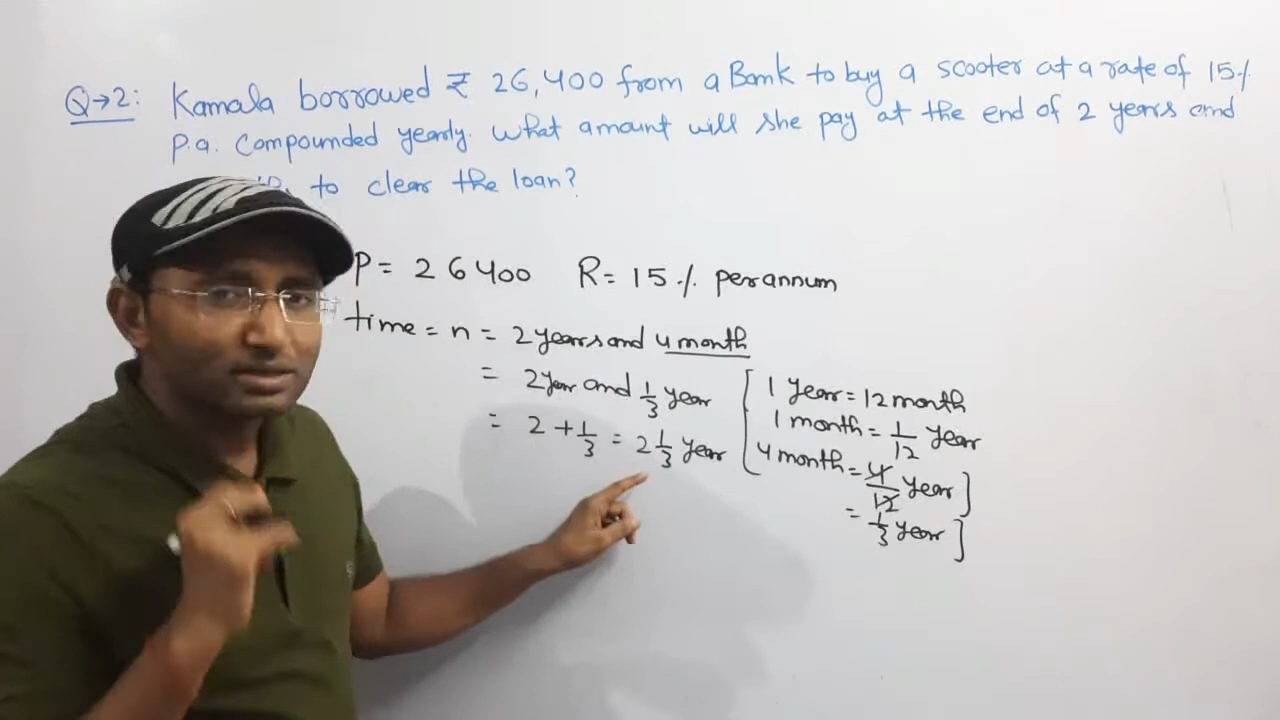 Q→2: Kamala borrowed ₹ 26,400 from a Bank to buy a scooter at a rate of 15%
P.a. Compounded yearly. What amount will she pay at the end of 2 years and
to clear the loan?
P = 26400 R = 15% per annum
time = n = 2 years and 4 month
= 2 year and 1/3 year
= 2 + 1/3 = 2 1/3 year
[ 1 year = 12 month
1 month = 1/12 year
4 month = 4/12 year ]
= 1/3 year ]